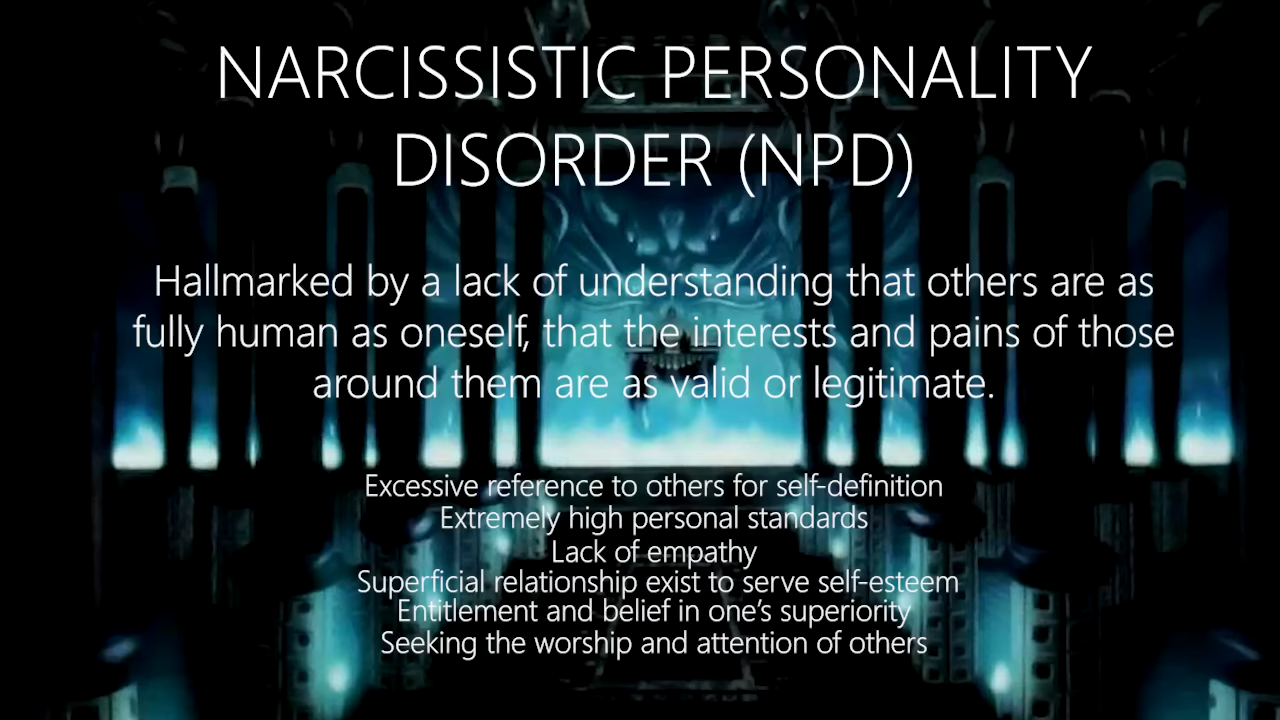 NARCISSISTIC PERSONALITY
DISORDER (NPD)
Hallmarked by a lack of understanding that others are as
fully human as oneself, that the interests and pains of those
around them are as valid or legitimate.
Excessive reference to others for self-definition
Extremely high personal standards
Lack of empathy
Superficial relationship exist to serve self-esteem
Entitlement and belief in one’s superiority
Seeking the worship and attention of others